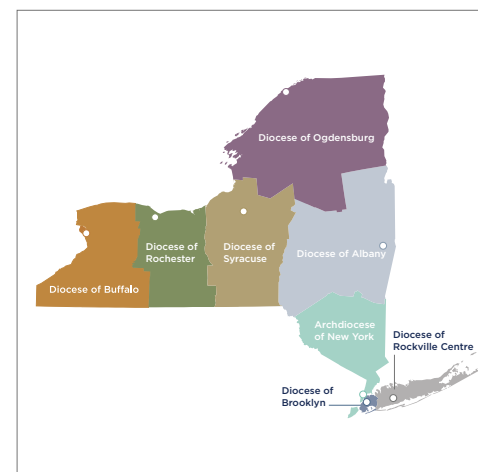 Diocese of Ogdensburg
Diocese of
Rochester
Diocese of
Syracuse
Diocese of Albany
Diocese of Buffalo
Archdiocese
of New York
Diocese of
Rockville Centre
Diocese of
Brooklyn